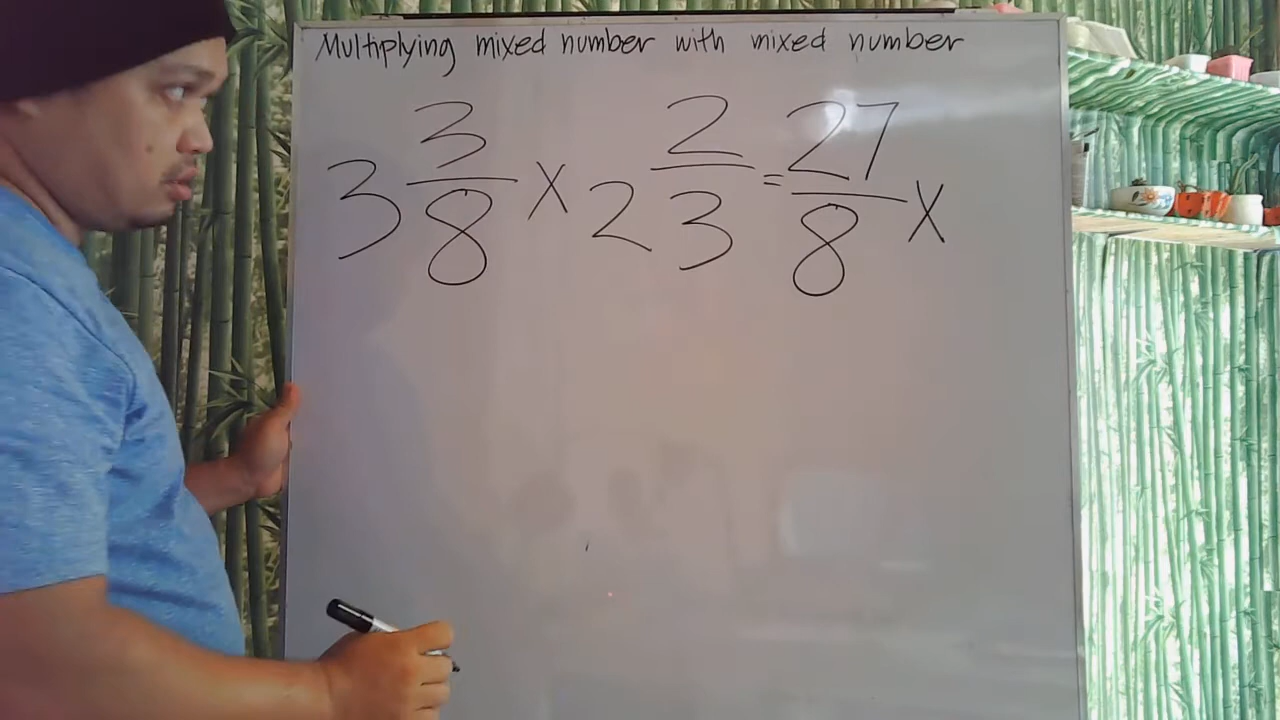 Multiplying mixed number with mixed number
3 3/8 x 2 2/3 = 27/8 x